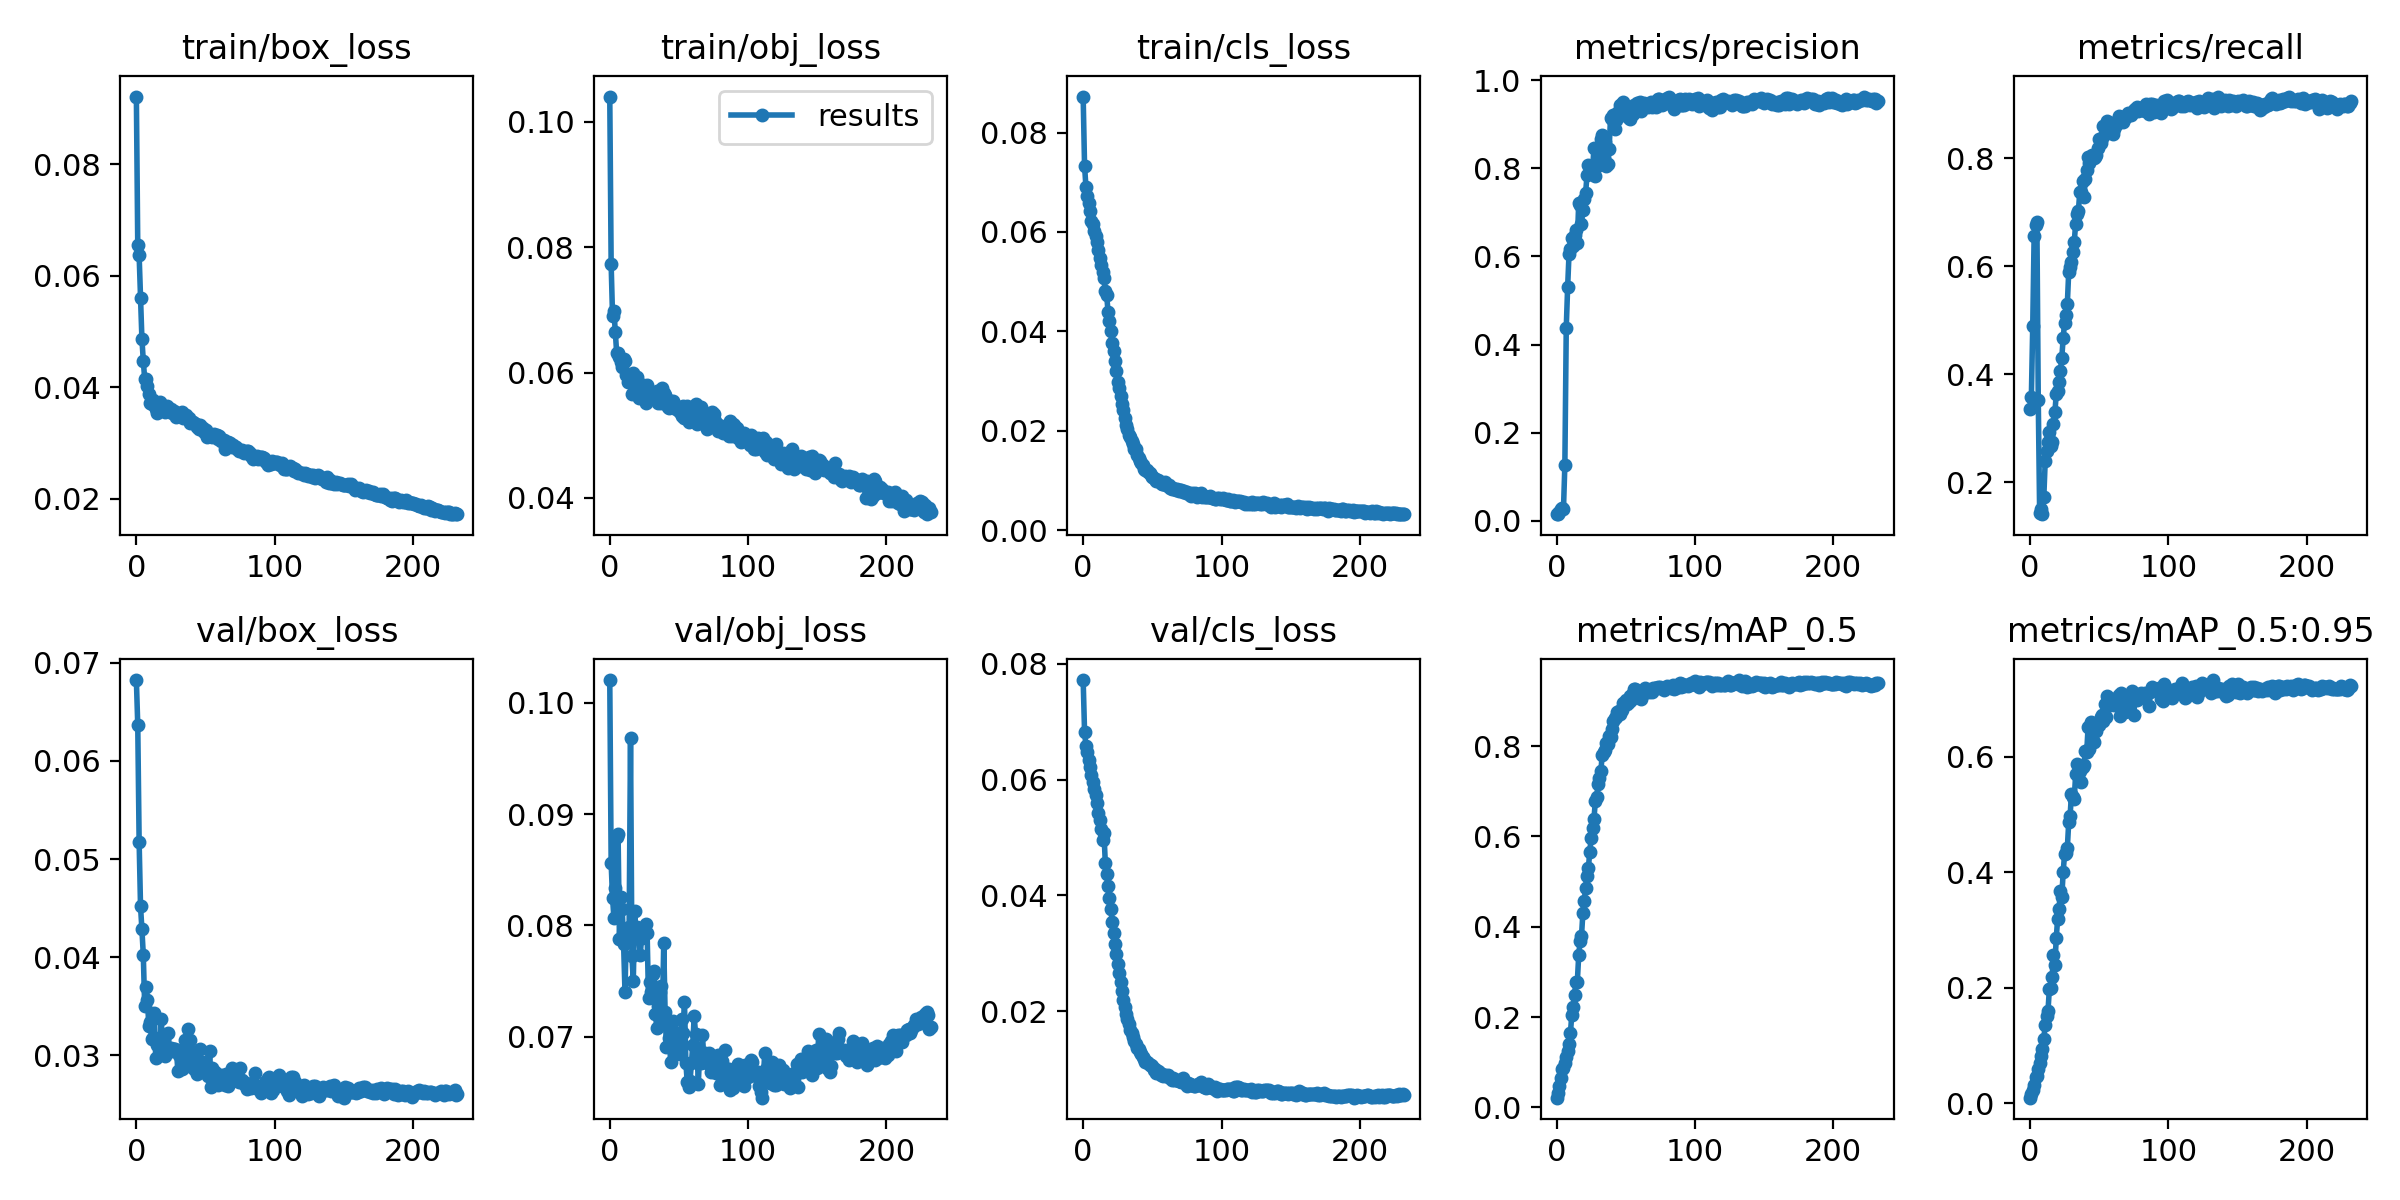 train/box_loss
0.08
0.06
0.04
0.02
0 100 200
train/obj_loss
results
0.10
0.08
0.06
0.04
0 100 200
train/cls_loss
0.08
0.06
0.04
0.02
0.00
0 100 200
metrics/precision
1.0
0.8
0.6
0.4
0.2
0.0
0 100 200
metrics/recall
0.8
0.6
0.4
0.2
0 100 200
val/box_loss
0.07
0.06
0.05
0.04
0.03
0 100 200
val/obj_loss
0.10
0.09
0.08
0.07
0 100 200
val/cls_loss
0.08
0.06
0.04
0.02
0 100 200
metrics/mAP_0.5
0.8
0.6
0.4
0.2
0.0
0 100 200
metrics/mAP_0.5:0.95
0.6
0.4
0.2
0.0
0 100 200